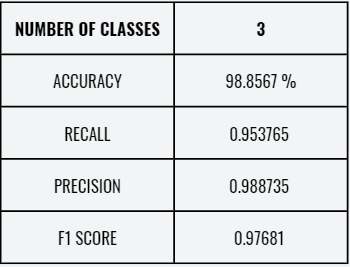 NUMBER OF CLASSES 3
ACCURACY 98.8567 %
RECALL 0.953765
PRECISION 0.988735
F1 SCORE 0.97681